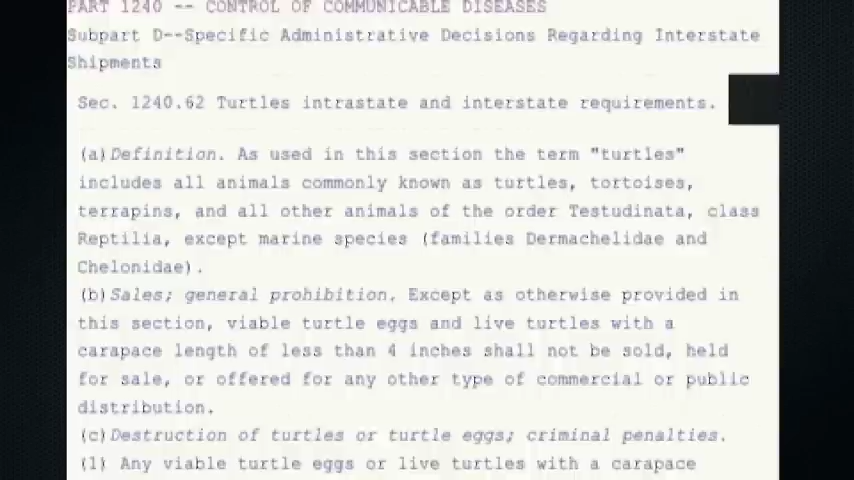 PART 1240 -- CONTROL OF COMMUNICABLE DISEASES
Subpart D--Specific Administrative Decisions Regarding Interstate
Shipments
Sec. 1240.62 Turtles intrastate and interstate requirements.
(a)Definition. As used in this section the term "turtles"
includes all animals commonly known as turtles, tortoises,
terrapins, and all other animals of the order Testudinata, class
Reptilia, except marine species (families Dermachelidae and
Chelonidae).
(b)Sales; general prohibition. Except as otherwise provided in
this section, viable turtle eggs and live turtles with a
carapace length of less than 4 inches shall not be sold, held
for sale, or offered for any other type of commercial or public
distribution.
(c)Destruction of turtles or turtle eggs; criminal penalties.
(1) Any viable turtle eggs or live turtles with a carapace